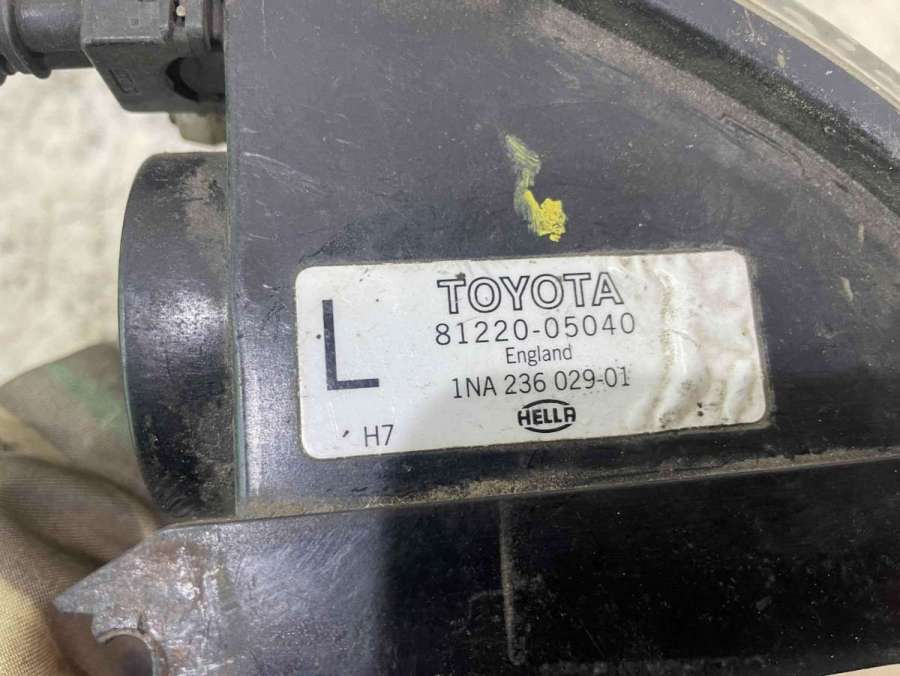 L
TOYOTA
81220-05040
England
1NA 236 029-01
HELLA
H7